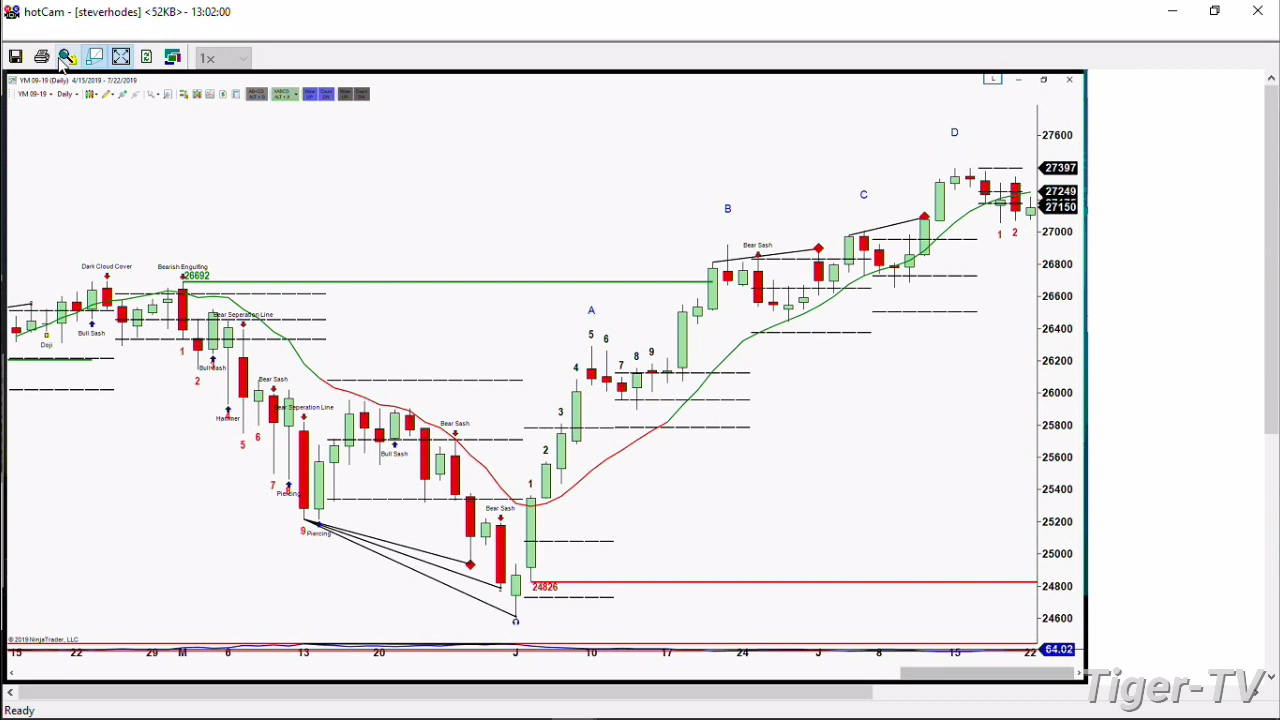 hotCam - [steverhodes] <52KB> - 13:02:00
1x
YM 09-19 (Daily) 4/15/2019 - 7/22/2019
YM 09-19 Daily
L
27600
27397
27249
27150
27000
26800
26600
26400
26200
26000
25800
25600
25400
25200
25000
24800
24600
64.02
D
C
B
A
Dark Cloud Cover
Bearish Engulfing
26692
Bear Sash
Bear Seperation Line
Bull Sash
Doji
1
2
Bull Sash
Hammer
4
5
6
Bear Sash
Bear Seperation Line
7
Piercing
9
Piercing
Bull Sash
Bear Sash
Bear Sash
24826
1
2
3
4
5
6
7
8
9
1
2
© 2019 NinjaTrader, LLC
15 22 29 M 6 13 20 J 10 17 24 J 8 15 22
Tiger-TV
Ready